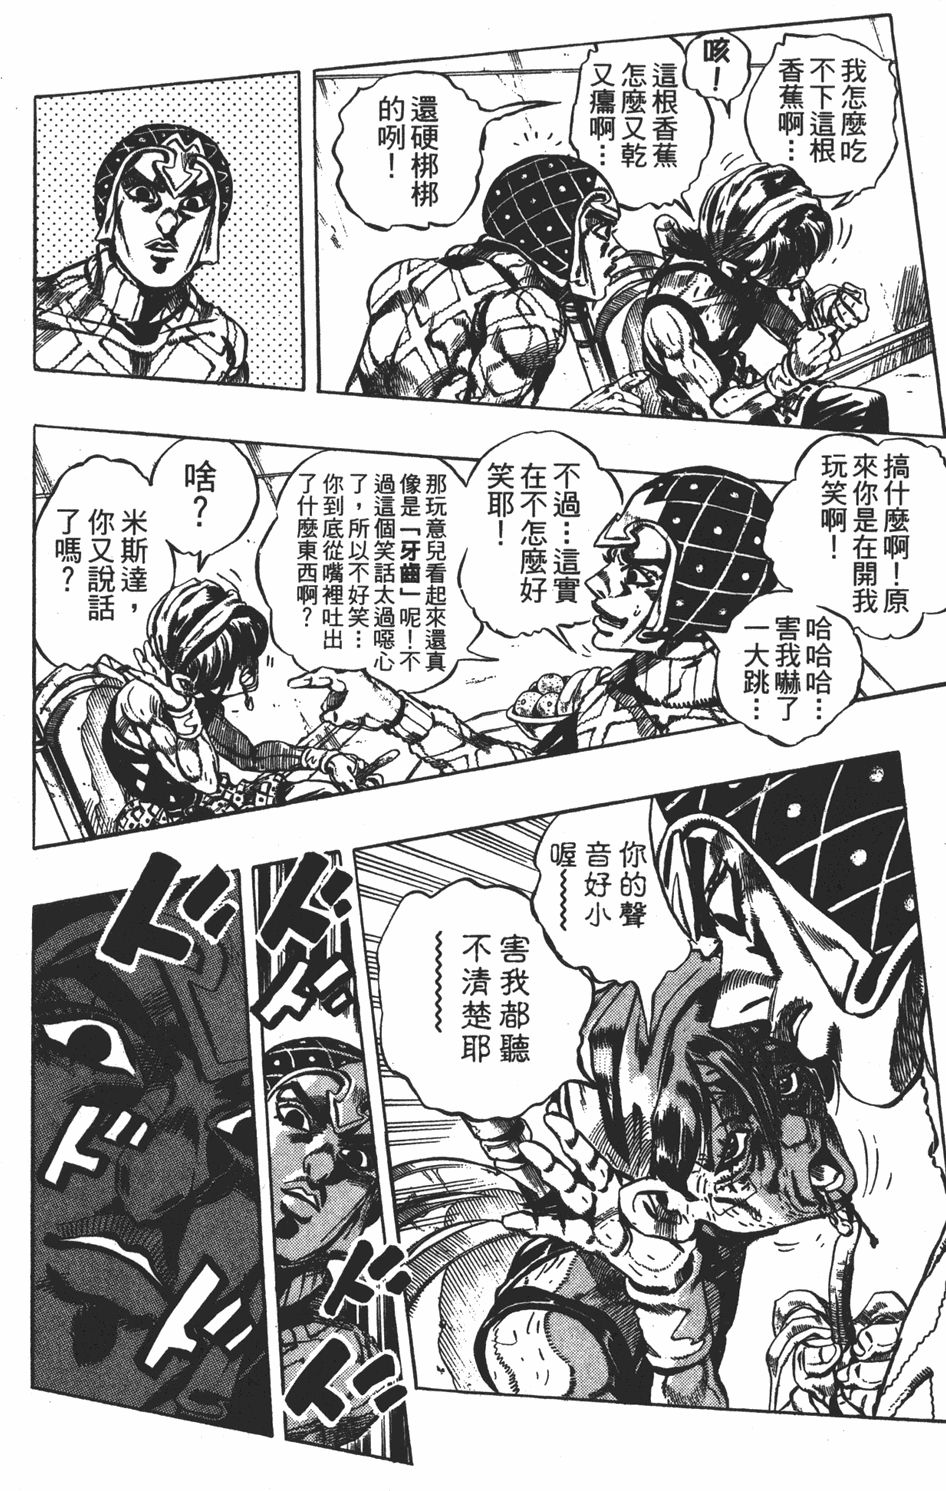 我怎麼吃
不下這根
香蕉啊…
咳！
這根香蕉
怎麼又乾
又癟啊…
還硬梆梆
的咧！
搞什麼啊！原
來你是在開我
玩笑啊！
哈哈哈…
害我嚇了
一大跳…
不過…這實
在不怎麼好
笑耶！
那玩意兒看起來還真
像是「牙齒」呢！不
過這個笑話太過噁心
了，所以不好笑…
你到底從嘴裡吐出
了什麼東西啊？
啥？
米斯達，
你又說話
了嗎？
你的聲
音好小
喔～～
害我都聽
不清楚耶
～～
ドドドドドド